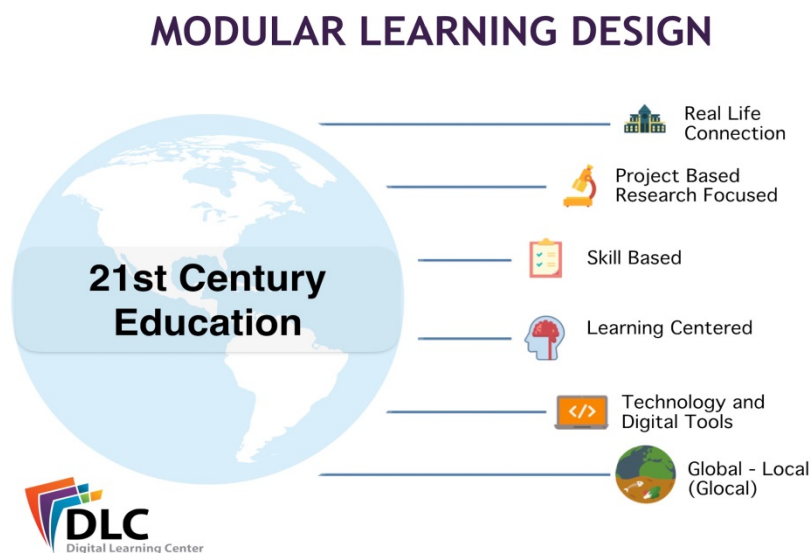 MODULAR LEARNING DESIGN
21st Century
Education
Real Life
Connection
Project Based
Research Focused
Skill Based
Learning Centered
</>
Technology and
Digital Tools
Global - Local
(Glocal)
DLC
Digital Learning Center